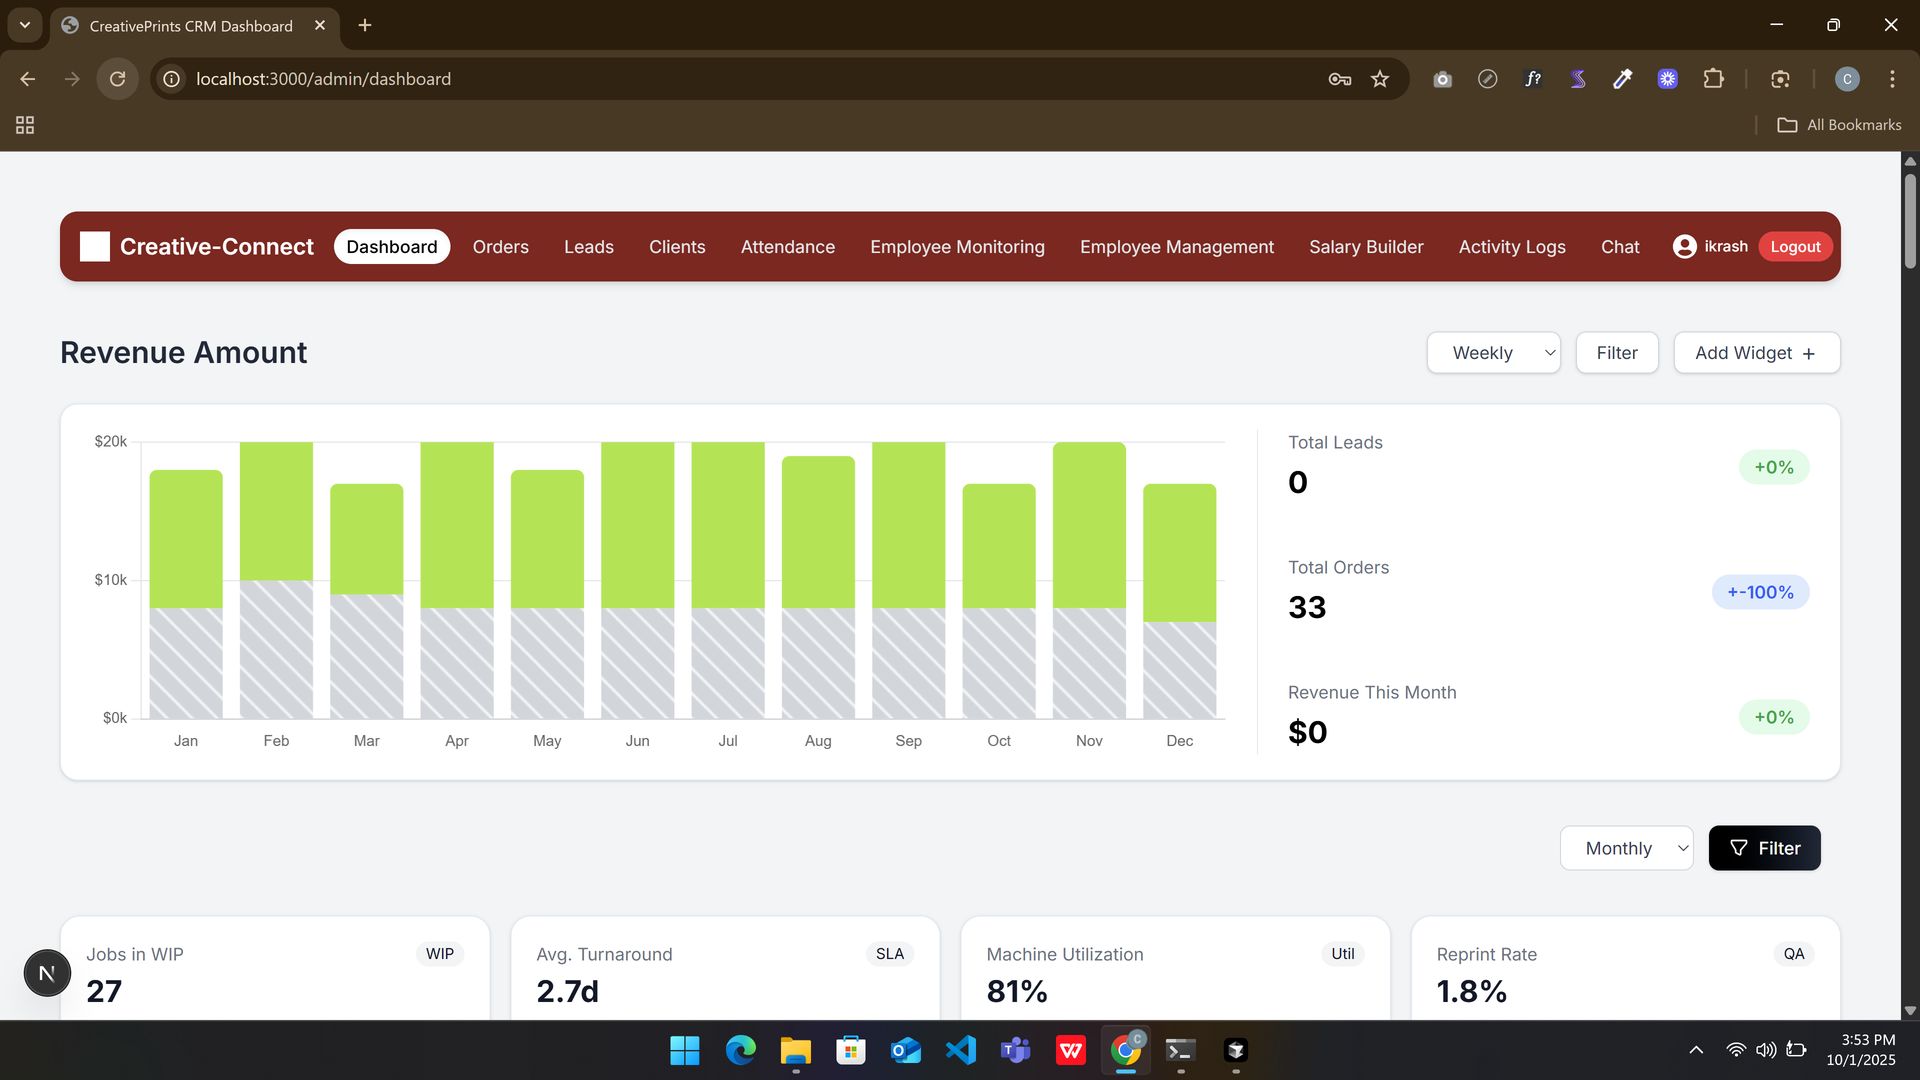 CreativePrints CRM Dashboard
localhost:3000/admin/dashboard
f?
C
All Bookmarks
Creative-Connect Dashboard Orders Leads Clients Attendance Employee Monitoring Employee Management Salary Builder Activity Logs Chat ikrash Logout
Revenue Amount
Weekly Filter Add Widget +
$20k
$10k
$0k
Jan Feb Mar Apr May Jun Jul Aug Sep Oct Nov Dec
Total Leads
0
+0%
Total Orders
33
+-100%
Revenue This Month
$0
+0%
Monthly Filter
Jobs in WIP WIP
27
Avg. Turnaround SLA
2.7d
Machine Utilization Util
81%
Reprint Rate QA
1.8%
N
3:53 PM
10/1/2025